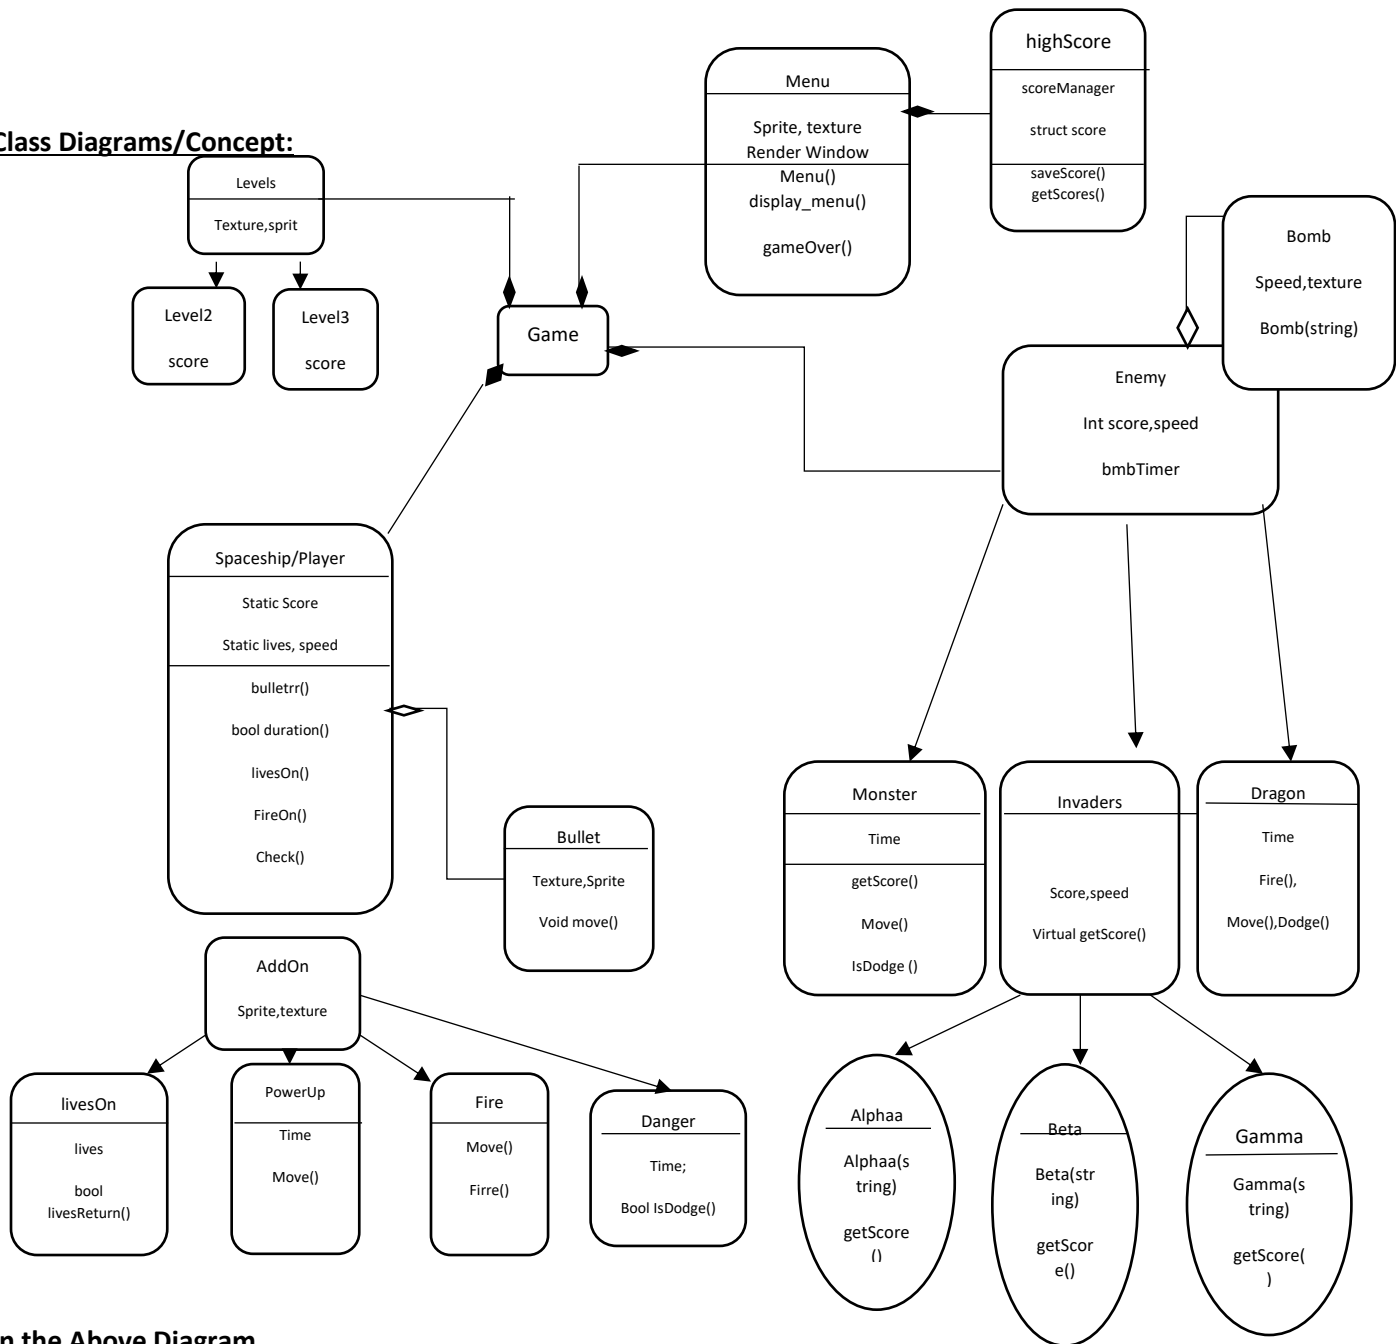 Class Diagrams/Concept:
Levels
Texture,sprit
Level2
score
Level3
score
Menu
Sprite, texture
Render Window
Menu()
display_menu()
gameOver()
highScore
scoreManager
struct score
saveScore()
getScores()
Bomb
Speed,texture
Bomb(string)
Game
Enemy
Int score,speed
bmbTimer
Spaceship/Player
Static Score
Static lives, speed
bulletrr()
bool duration()
livesOn()
FireOn()
Check()
Bullet
Texture,Sprite
Void move()
Monster
Time
getScore()
Move()
IsDodge ()
Invaders
Score,speed
Virtual getScore()
Dragon
Time
Fire(),
Move(),Dodge()
AddOn
Sprite,texture
livesOn
lives
bool
livesReturn()
PowerUp
Time
Move()
Fire
Move()
Firre()
Danger
Time;
Bool IsDodge()
Alphaa
Alphaa(s
tring)
getScore
()
Beta
Beta(str
ing)
getScor
e()
Gamma
Gamma(s
tring)
getScore(
)
n the Above Diagram